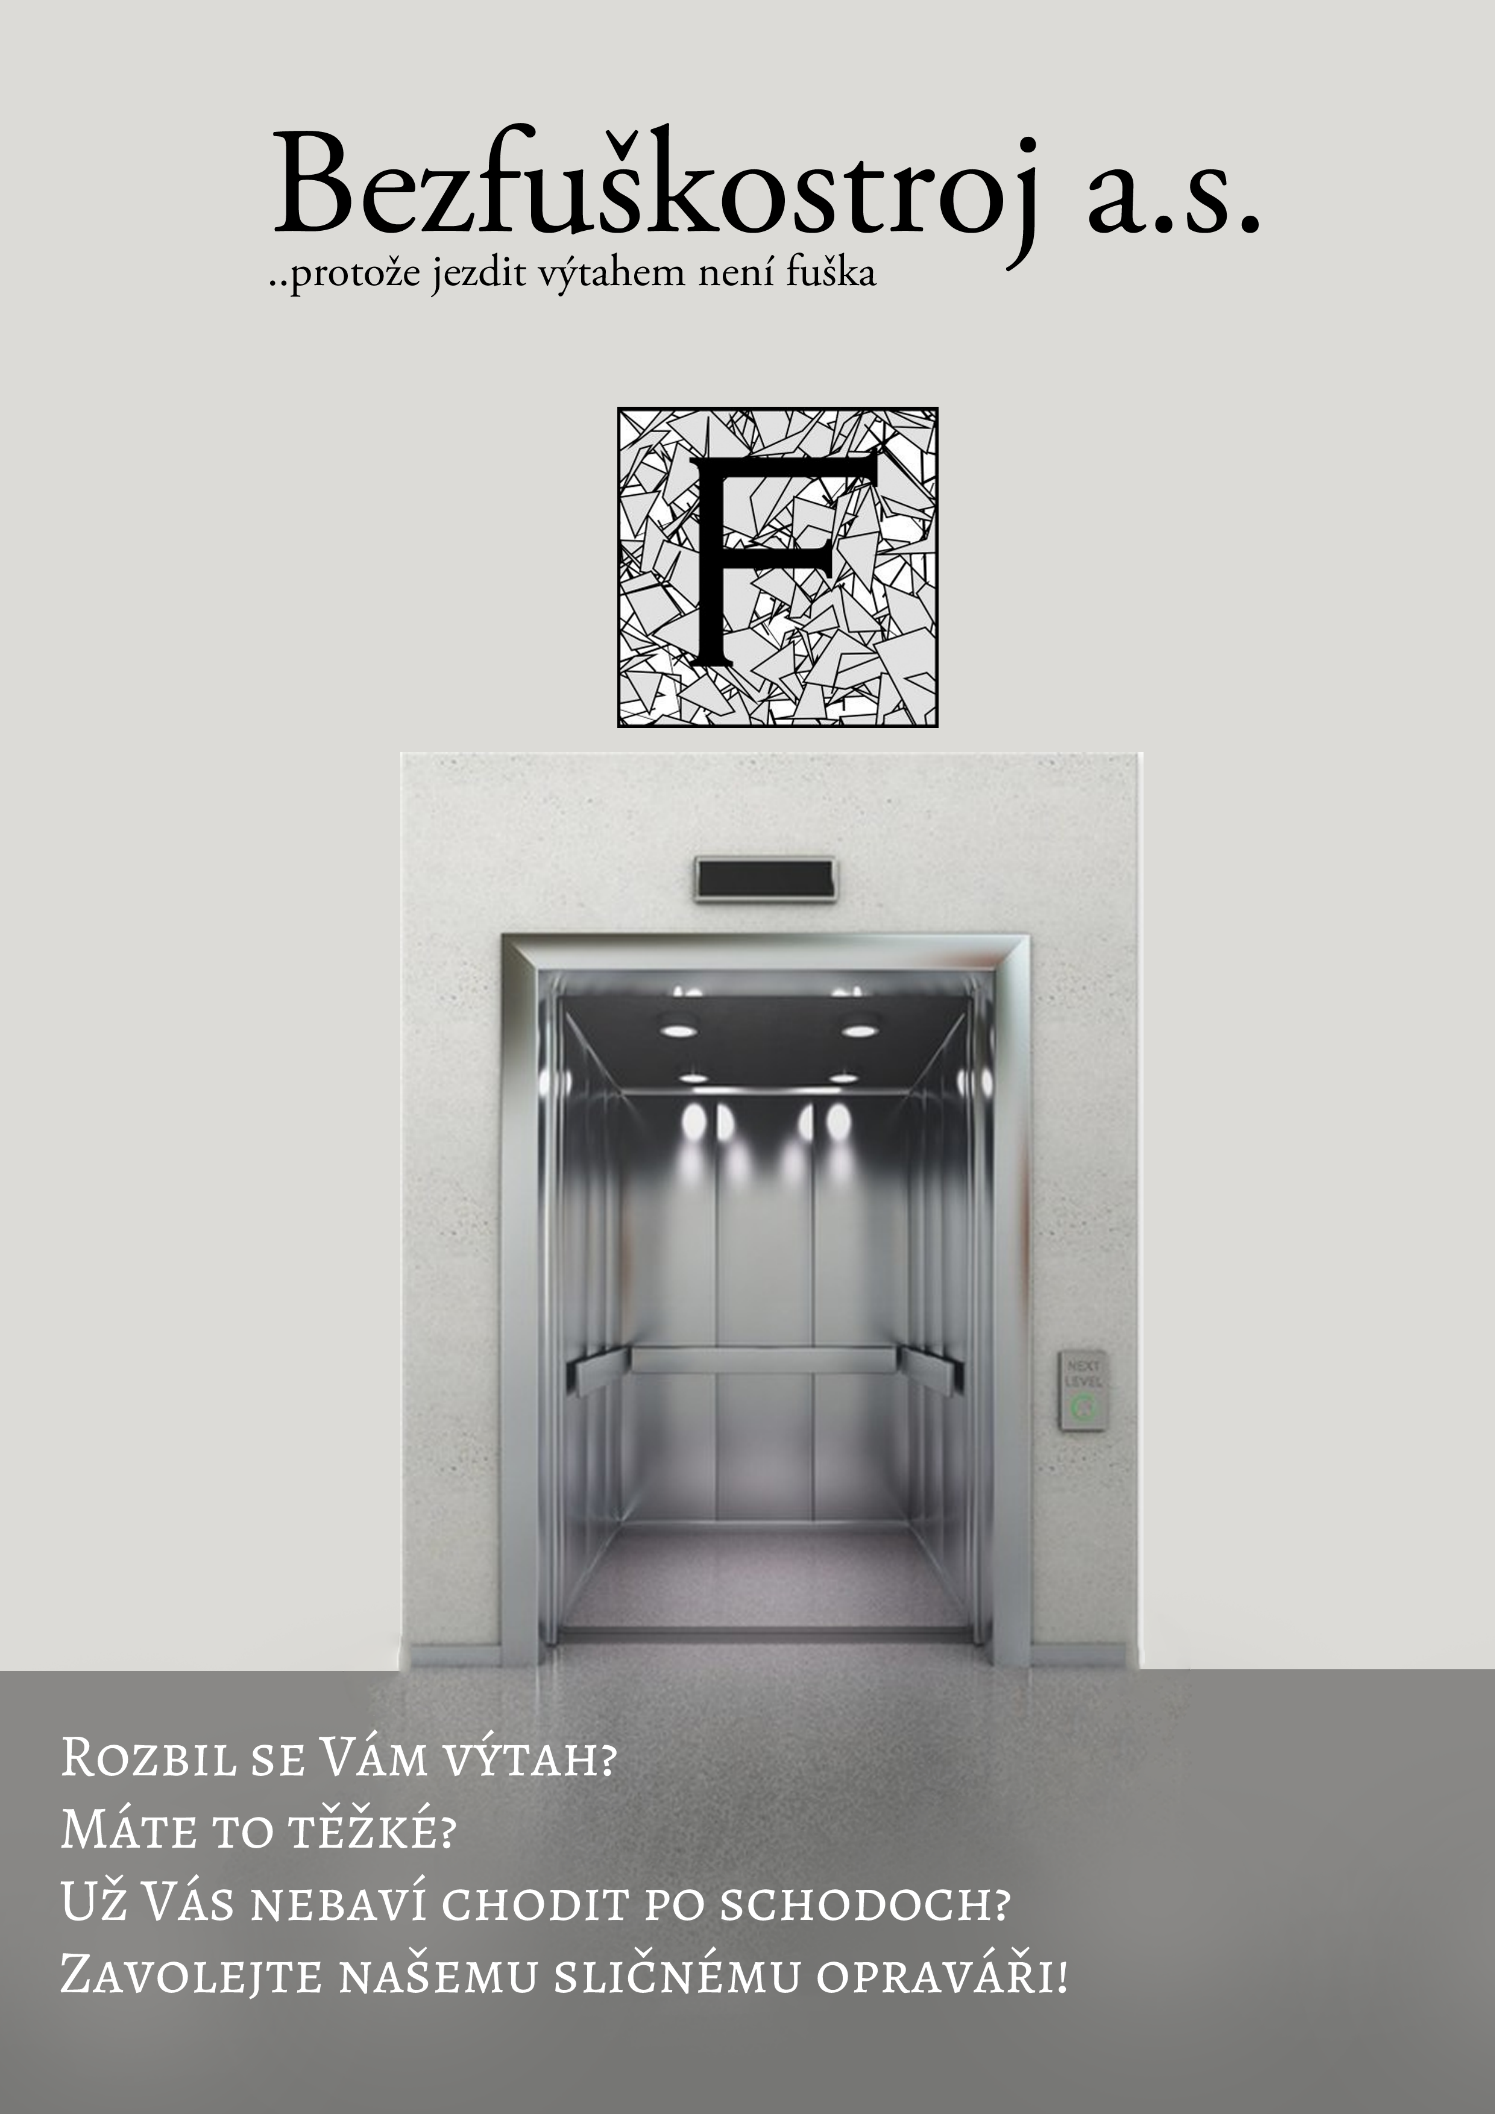 Bezfuškostroj a.s.
..protože jezdit výtahem není fuška
F
NEXT
LEVEL
Rozbil se Vám výtah?
Máte to těžké?
Už Vás nebaví chodit po schodoch?
Zavolejte našemu sličnému opraváři!